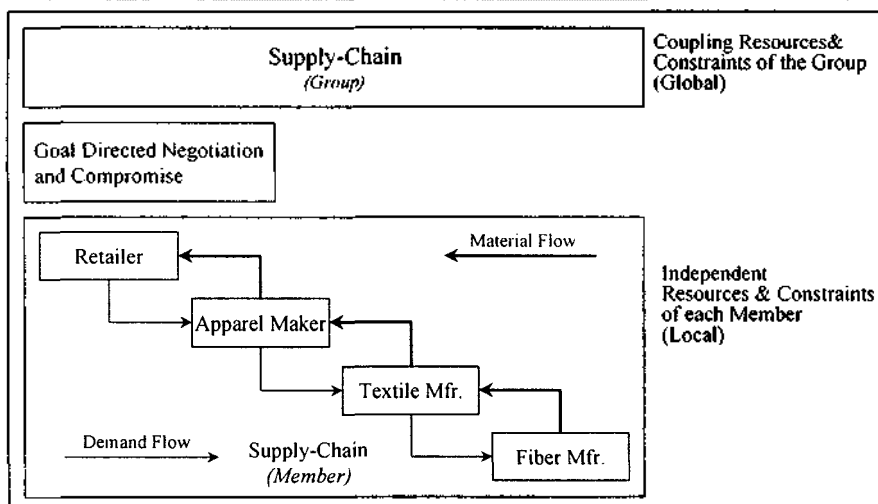 Supply-Chain
(Group)
Coupling Resources&
Constraints of the Group
(Global)
Goal Directed Negotiation
and Compromise
Retailer
Material Flow
Apparel Maker
Independent
Resources & Constraints
of each Member
(Local)
Textile Mfr.
Demand Flow
Supply-Chain
(Member)
Fiber Mfr.